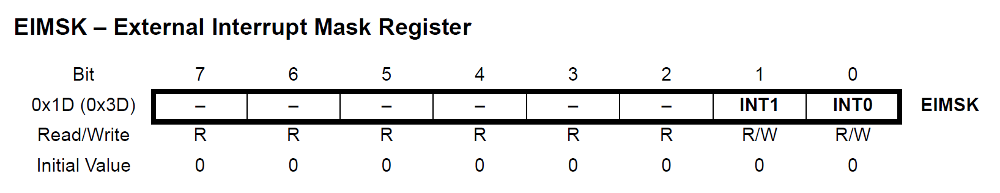 EIMSK – External Interrupt Mask Register
Bit 7 6 5 4 3 2 1 0
0x1D (0x3D) – – – – – – INT1 INT0 EIMSK
Read/Write R R R R R R R/W R/W
Initial Value 0 0 0 0 0 0 0 0